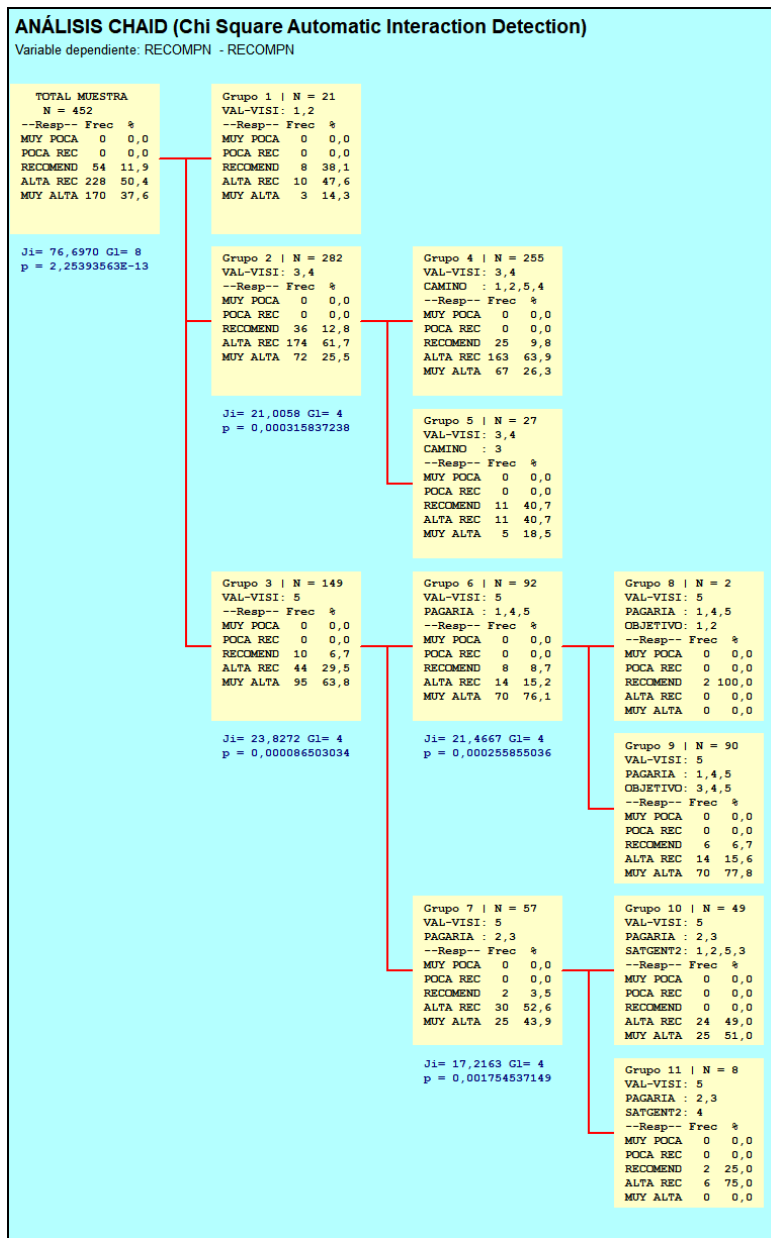 ANÁLISIS CHAID (Chi Square Automatic Interaction Detection)
Variable dependiente: RECOMPN - RECOMPN
TOTAL MUESTRA
N = 452
--Resp-- Frec %
MUY POCA 0 0,0
POCA REC 0 0,0
RECOMEND 54 11,9
ALTA REC 228 50,4
MUY ALTA 170 37,6
Ji= 76,6970 Gl= 8
p = 2,25393563E-13
Grupo 1 | N = 21
VAL-VISI: 1,2
--Resp-- Frec %
MUY POCA 0 0,0
POCA REC 0 0,0
RECOMEND 8 38,1
ALTA REC 10 47,6
MUY ALTA 3 14,3
Grupo 2 | N = 282
VAL-VISI: 3,4
--Resp-- Frec %
MUY POCA 0 0,0
POCA REC 0 0,0
RECOMEND 36 12,8
ALTA REC 174 61,7
MUY ALTA 72 25,5
Ji= 21,0058 Gl= 4
p = 0,000315837238
Grupo 4 | N = 255
VAL-VISI: 3,4
CAMINO : 1,2,5,4
--Resp-- Frec %
MUY POCA 0 0,0
POCA REC 0 0,0
RECOMEND 25 9,8
ALTA REC 163 63,9
MUY ALTA 67 26,3
Grupo 5 | N = 27
VAL-VISI: 3,4
CAMINO : 3
--Resp-- Frec %
MUY POCA 0 0,0
POCA REC 0 0,0
RECOMEND 11 40,7
ALTA REC 11 40,7
MUY ALTA 5 18,5
Grupo 3 | N = 149
VAL-VISI: 5
--Resp-- Frec %
MUY POCA 0 0,0
POCA REC 0 0,0
RECOMEND 10 6,7
ALTA REC 44 29,5
MUY ALTA 95 63,8
Ji= 23,8272 Gl= 4
p = 0,000086503034
Grupo 6 | N = 92
VAL-VISI: 5
PAGARIA : 1,4,5
--Resp-- Frec %
MUY POCA 0 0,0
POCA REC 0 0,0
RECOMEND 8 8,7
ALTA REC 14 15,2
MUY ALTA 70 76,1
Ji= 21,4667 Gl= 4
p = 0,000255855036
Grupo 8 | N = 2
VAL-VISI: 5
PAGARIA : 1,4,5
OBJETIVO: 1,2
--Resp-- Frec %
MUY POCA 0 0,0
POCA REC 0 0,0
RECOMEND 2 100,0
ALTA REC 0 0,0
MUY ALTA 0 0,0
Grupo 9 | N = 90
VAL-VISI: 5
PAGARIA : 1,4,5
OBJETIVO: 3,4,5
--Resp-- Frec %
MUY POCA 0 0,0
POCA REC 0 0,0
RECOMEND 6 6,7
ALTA REC 14 15,6
MUY ALTA 70 77,8
Grupo 7 | N = 57
VAL-VISI: 5
PAGARIA : 2,3
--Resp-- Frec %
MUY POCA 0 0,0
POCA REC 0 0,0
RECOMEND 2 3,5
ALTA REC 30 52,6
MUY ALTA 25 43,9
Ji= 17,2163 Gl= 4
p = 0,001754537149
Grupo 10 | N = 49
VAL-VISI: 5
PAGARIA : 2,3
SATGENT2: 1,2,5,3
--Resp-- Frec %
MUY POCA 0 0,0
POCA REC 0 0,0
RECOMEND 0 0,0
ALTA REC 24 49,0
MUY ALTA 25 51,0
Grupo 11 | N = 8
VAL-VISI: 5
PAGARIA : 2,3
SATGENT2: 4
--Resp-- Frec %
MUY POCA 0 0,0
POCA REC 0 0,0
RECOMEND 2 25,0
ALTA REC 6 75,0
MUY ALTA 0 0,0